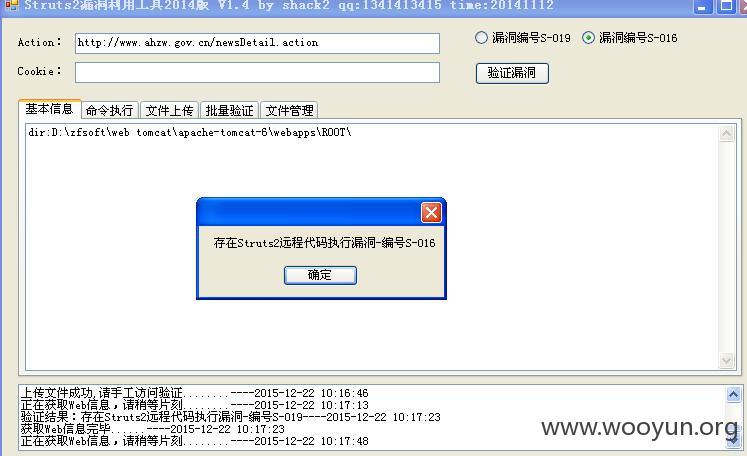 Struts2漏洞利用工具2014版 V1.4 by shack2 qq:1341413415 time:20141112
Action: http://www.ahzw.gov.cn/newsDetail.action 漏洞编号S-019 漏洞编号S-016
Cookie: 验证漏洞
基本信息 命令执行 文件上传 批量验证 文件管理
dir:D:\zfsoft\web tomcat\apache-tomcat-6\webapps\ROOT\
存在Struts2远程代码执行漏洞-编号S-016
确定
上传文件成功,请手工访问验证........----2015-12-22 10:16:46
正在获取Web信息，请稍等片刻........----2015-12-22 10:17:13
验证结果：存在Struts2远程代码执行漏洞-编号S-019----2015-12-22 10:17:23
获取Web信息完毕......----2015-12-22 10:17:23
正在获取Web信息，请稍等片刻........----2015-12-22 10:17:48
www.wooyun.org